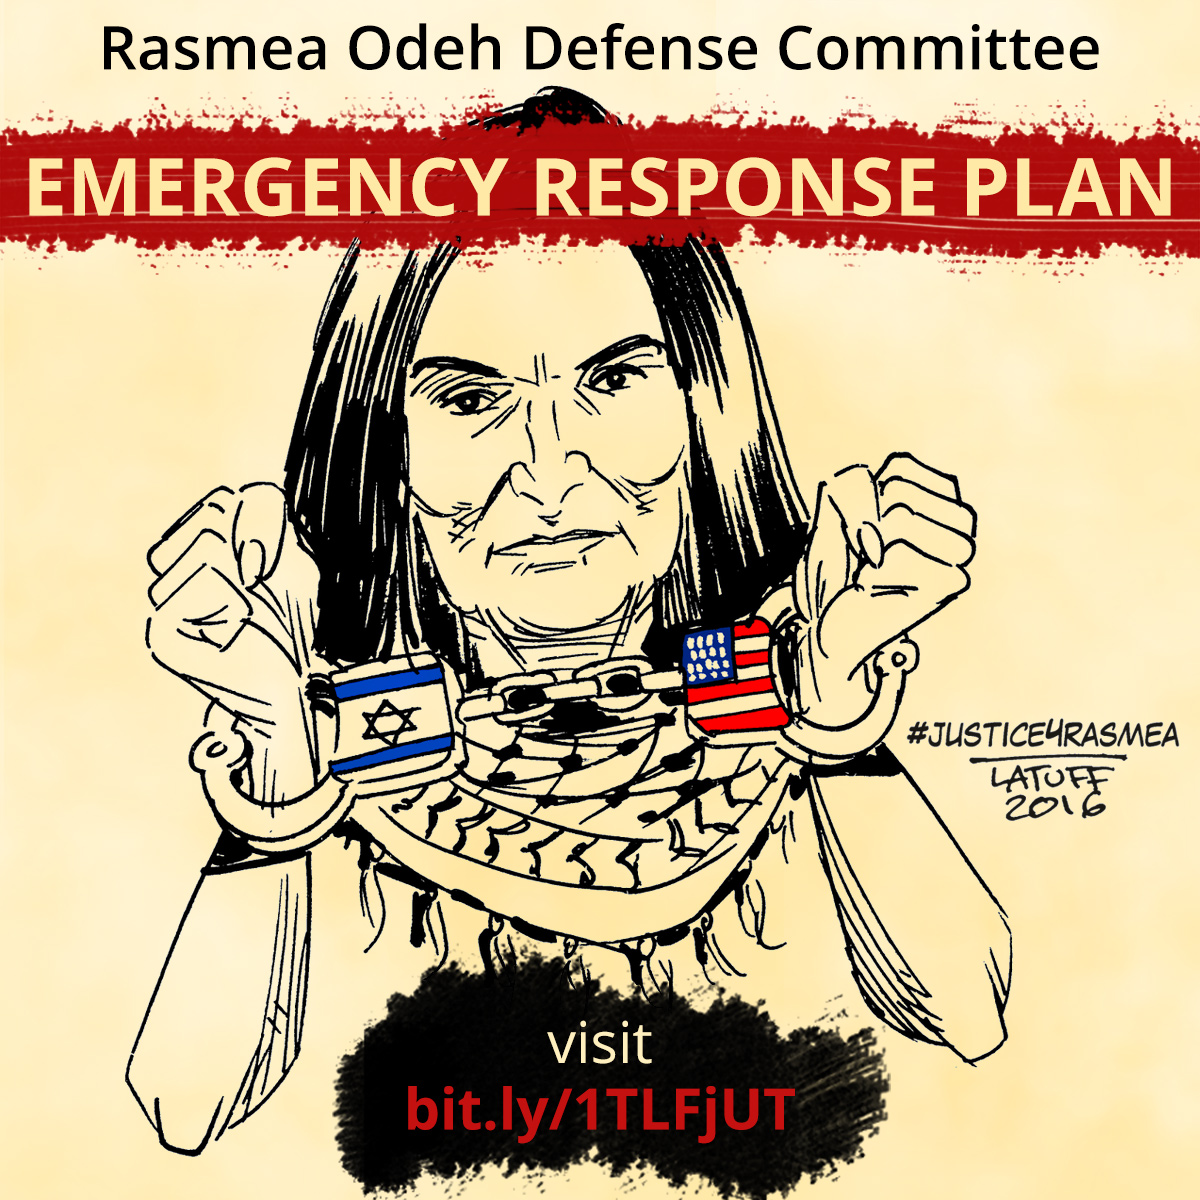 Rasmea Odeh Defense Committee
EMERGENCY RESPONSE PLAN
#JUSTICE4RASMEA
LATUFF
2016
visit
bit.ly/1TLFjUT